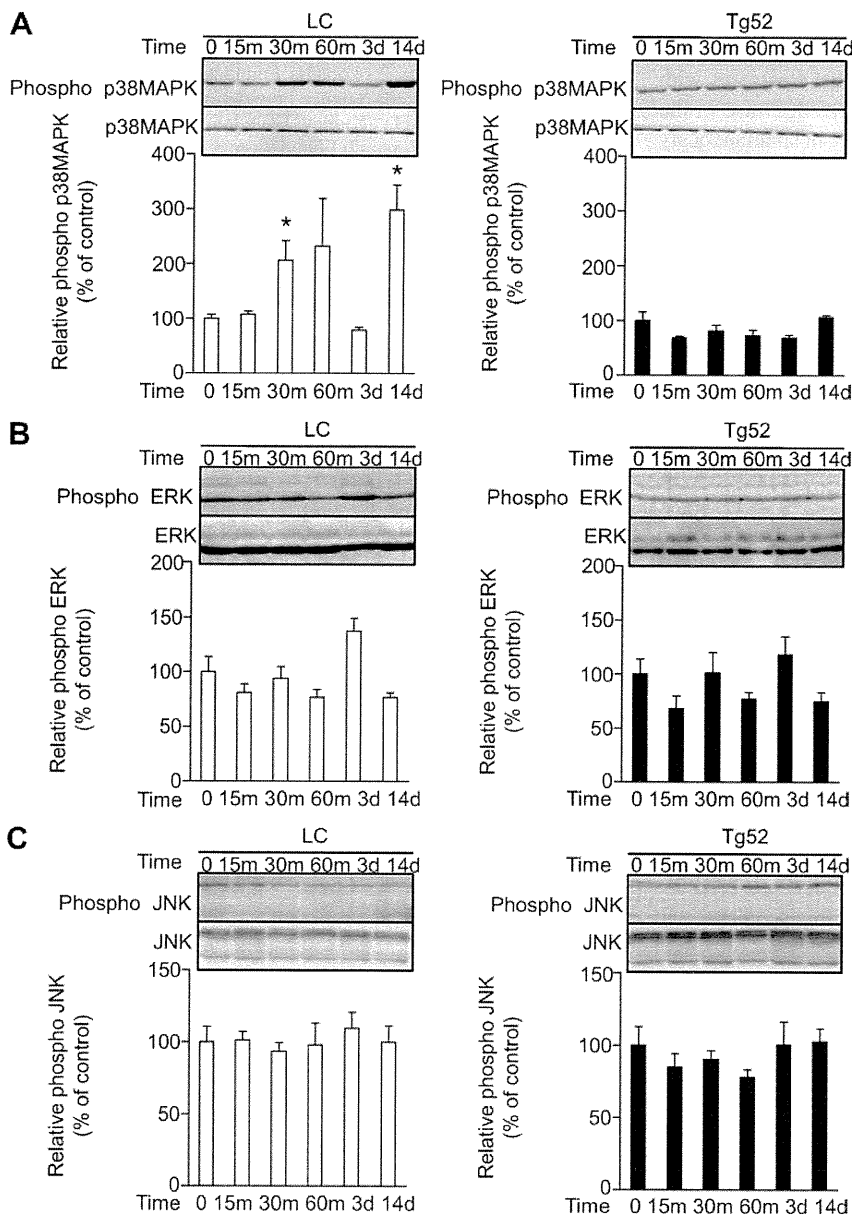 A
LC
Time 0 15m 30m 60m 3d 14d
Phospho p38MAPK
p38MAPK
Relative phospho p38MAPK
(% of control)
400
300
200
100
0
*
*
Time 0 15m 30m 60m 3d 14d
Tg52
Time 0 15m 30m 60m 3d 14d
Phospho p38MAPK
p38MAPK
Relative phospho p38MAPK
(% of control)
400
300
200
100
0
Time 0 15m 30m 60m 3d 14d
B
LC
Time 0 15m 30m 60m 3d 14d
Phospho ERK
ERK
Relative phospho ERK
(% of control)
200
150
100
50
0
Time 0 15m 30m 60m 3d 14d
Tg52
Time 0 15m 30m 60m 3d 14d
Phospho ERK
ERK
Relative phospho ERK
(% of control)
200
150
100
50
0
Time 0 15m 30m 60m 3d 14d
C
LC
Time 0 15m 30m 60m 3d 14d
Phospho JNK
JNK
Relative phospho JNK
(% of control)
150
100
50
0
Time 0 15m 30m 60m 3d 14d
Tg52
Time 0 15m 30m 60m 3d 14d
Phospho JNK
JNK
Relative phospho JNK
(% of control)
150
100
50
0
Time 0 15m 30m 60m 3d 14d